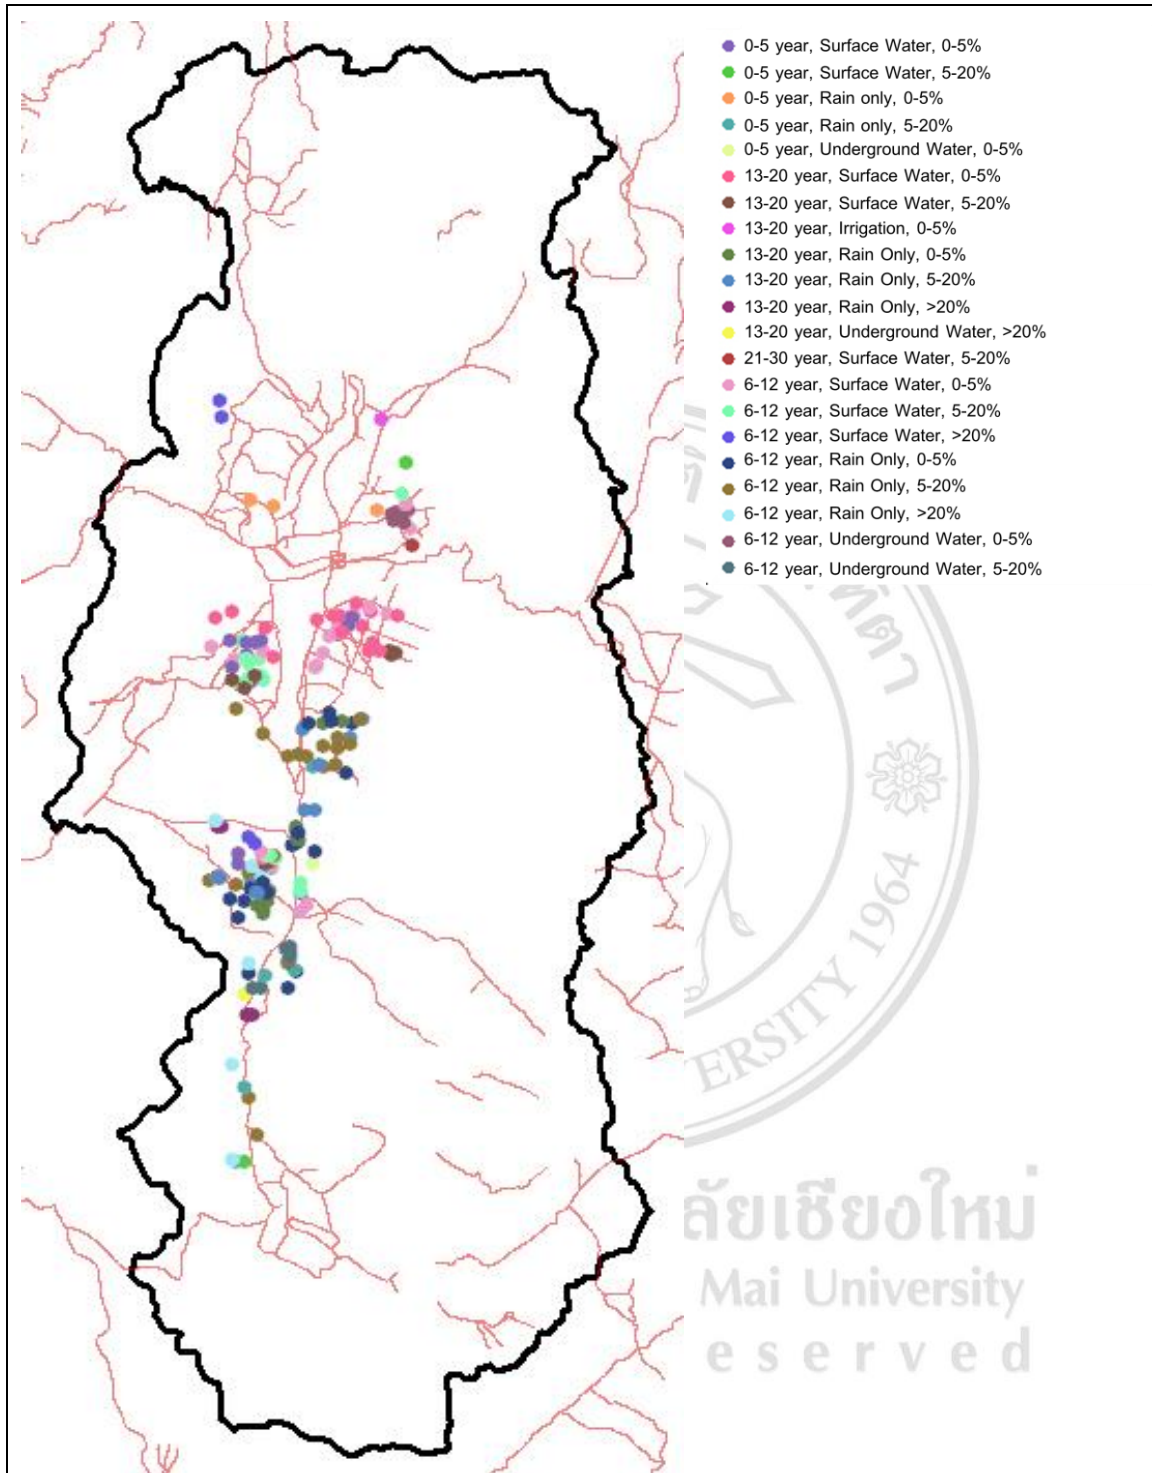 0-5 year, Surface Water, 0-5%
0-5 year, Surface Water, 5-20%
0-5 year, Rain only, 0-5%
0-5 year, Rain only, 5-20%
0-5 year, Underground Water, 0-5%
13-20 year, Surface Water, 0-5%
13-20 year, Surface Water, 5-20%
13-20 year, Irrigation, 0-5%
13-20 year, Rain Only, 0-5%
13-20 year, Rain Only, 5-20%
13-20 year, Rain Only, >20%
13-20 year, Underground Water, >20%
21-30 year, Surface Water, 5-20%
6-12 year, Surface Water, 0-5%
6-12 year, Surface Water, 5-20%
6-12 year, Surface Water, >20%
6-12 year, Rain Only, 0-5%
6-12 year, Rain Only, 5-20%
6-12 year, Rain Only, >20%
6-12 year, Underground Water, 0-5%
6-12 year, Underground Water, 5-20%
ERSITY 1964
ลัยเชียงใหม่
Mai University
e s e r v e d